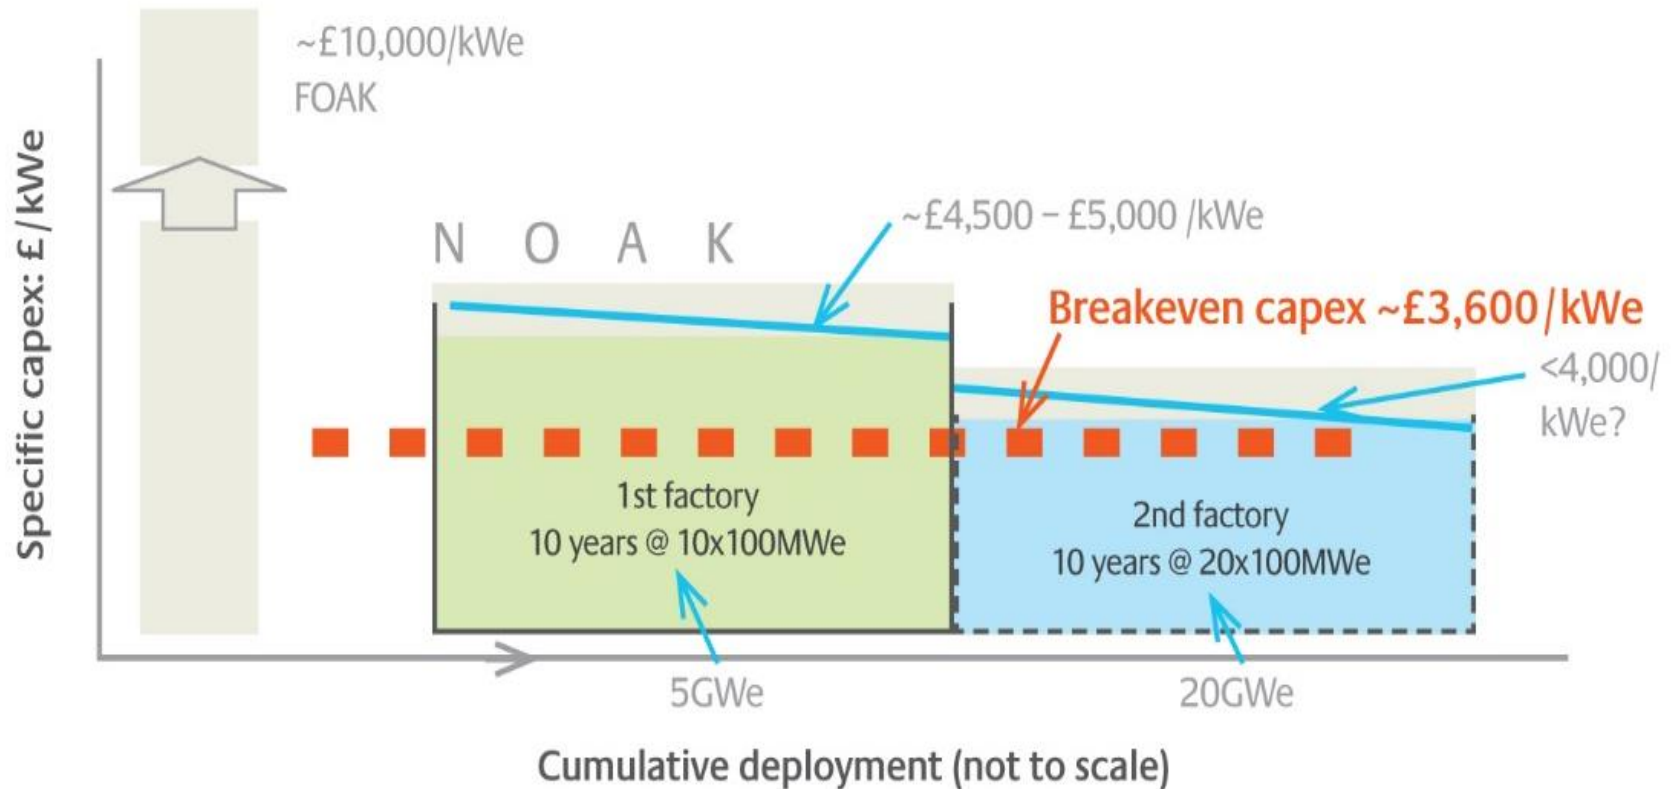 ~£10,000/kWe
FOAK
Specific capex: £/kWe
N O A K
~£4,500 – £5,000 /kWe
Breakeven capex ~£3,600/kWe
<4,000/
kWe?
1st factory
10 years @ 10x100MWe
2nd factory
10 years @ 20x100MWe
5GWe
20GWe
Cumulative deployment (not to scale)